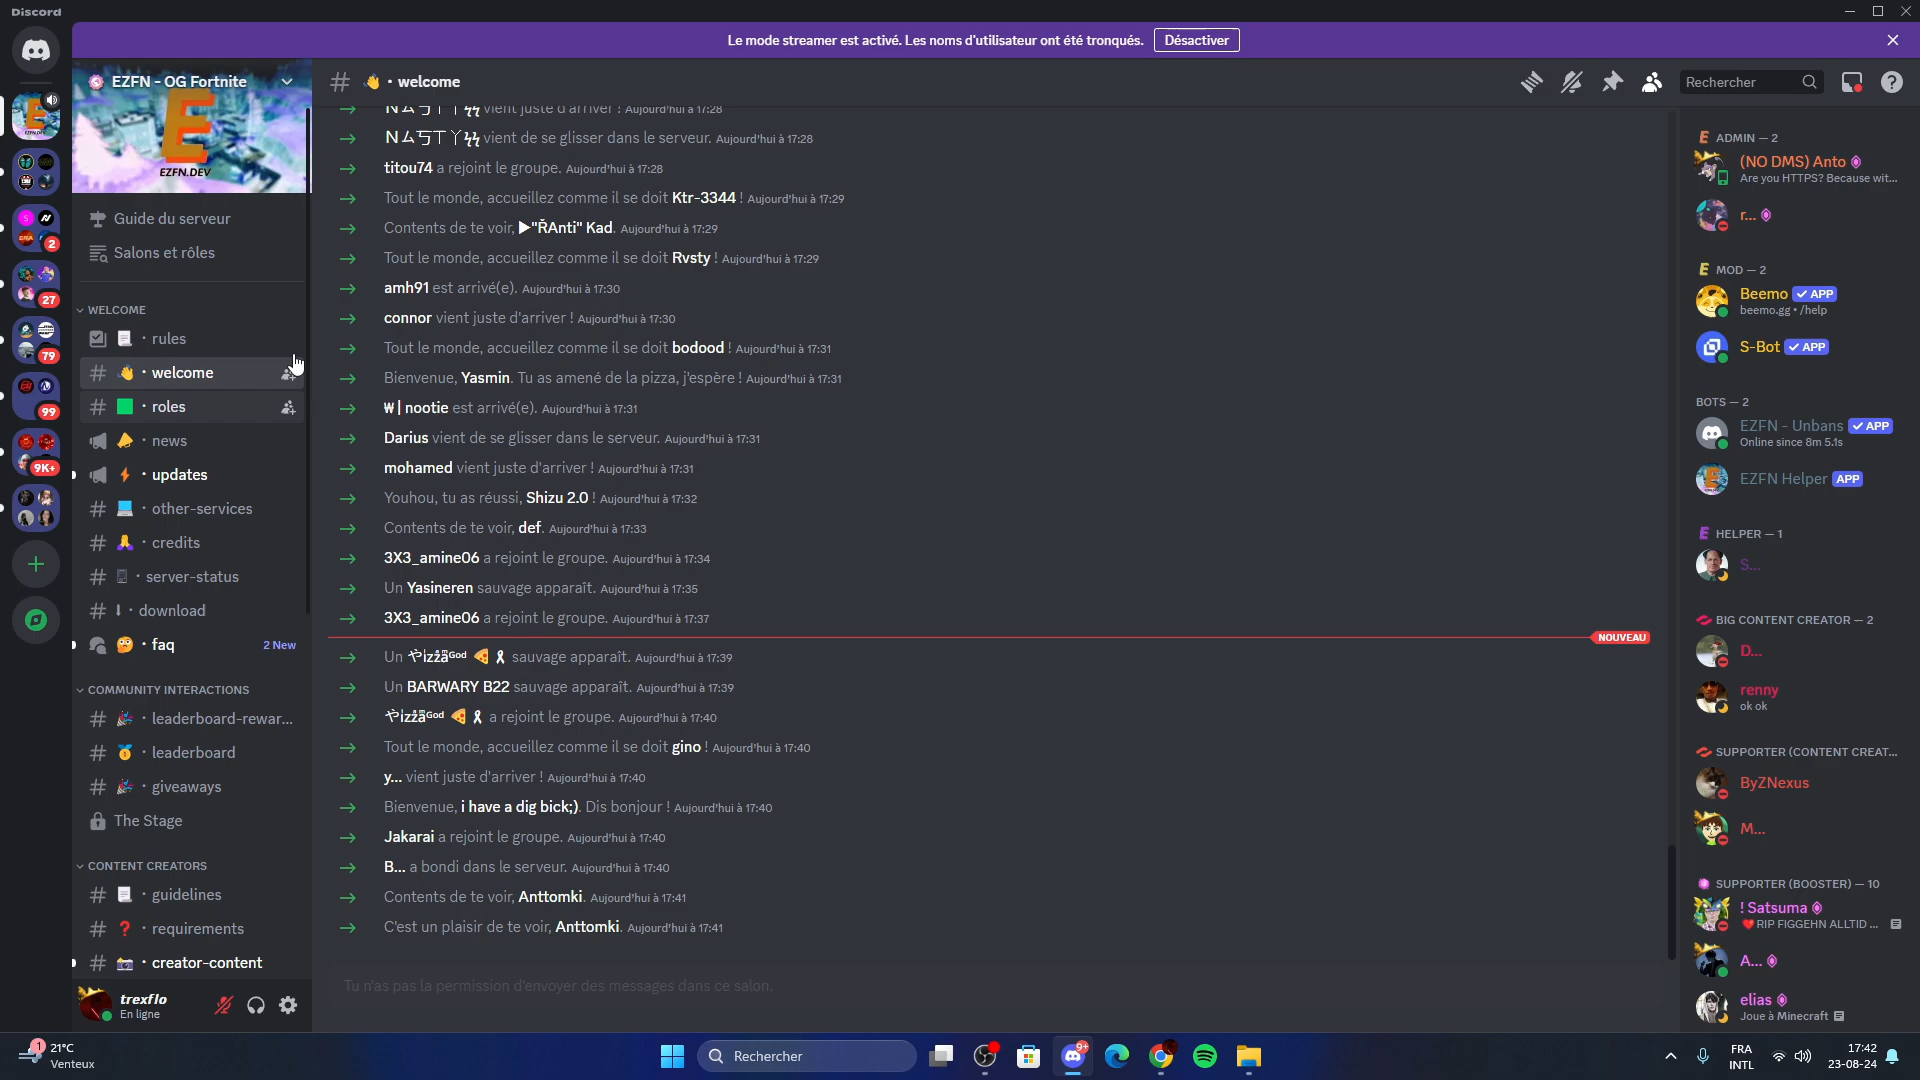 Discord
Le mode streamer est activé. Les noms d'utilisateur ont été tronqués. Désactiver
EZFN - OG Fortnite
EZFN.DEV
Guide du serveur
Salons et rôles
WELCOME
rules
welcome
roles
news
updates
other-services
credits
server-status
download
faq 2 New
COMMUNITY INTERACTIONS
leaderboard-rewar...
leaderboard
giveaways
The Stage
CONTENT CREATORS
guidelines
requirements
creator-content
trexflo
En ligne
2
27
79
99
9K+
# 👋 · welcome
Rechercher
vient juste d'arriver ! Aujourd'hui à 17:28
vient de se glisser dans le serveur. Aujourd'hui à 17:28
titou74 a rejoint le groupe. Aujourd'hui à 17:28
Tout le monde, accueillez comme il se doit Ktr-3344 ! Aujourd'hui à 17:29
Contents de te voir, ▶"ŘAnti" Kad. Aujourd'hui à 17:29
Tout le monde, accueillez comme il se doit Rvsty ! Aujourd'hui à 17:29
amh91 est arrivé(e). Aujourd'hui à 17:30
connor vient juste d'arriver ! Aujourd'hui à 17:30
Tout le monde, accueillez comme il se doit bodood ! Aujourd'hui à 17:31
Bienvenue, Yasmin. Tu as amené de la pizza, j'espère ! Aujourd'hui à 17:31
₩ | nootie est arrivé(e). Aujourd'hui à 17:31
Darius vient de se glisser dans le serveur. Aujourd'hui à 17:31
mohamed vient juste d'arriver ! Aujourd'hui à 17:31
Youhou, tu as réussi, Shizu 2.0 ! Aujourd'hui à 17:32
Contents de te voir, def. Aujourd'hui à 17:33
3X3_amine06 a rejoint le groupe. Aujourd'hui à 17:34
Un Yasineren sauvage apparaît. Aujourd'hui à 17:35
3X3_amine06 a rejoint le groupe. Aujourd'hui à 17:37
NOUVEAU
Un sauvage apparaît. Aujourd'hui à 17:39
Un BARWARY B22 sauvage apparaît. Aujourd'hui à 17:39
a rejoint le groupe. Aujourd'hui à 17:40
Tout le monde, accueillez comme il se doit gino ! Aujourd'hui à 17:40
y... vient juste d'arriver ! Aujourd'hui à 17:40
Bienvenue, i have a dig bick;). Dis bonjour ! Aujourd'hui à 17:40
Jakarai a rejoint le groupe. Aujourd'hui à 17:40
B... a bondi dans le serveur. Aujourd'hui à 17:40
Contents de te voir, Anttomki. Aujourd'hui à 17:41
C'est un plaisir de te voir, Anttomki. Aujourd'hui à 17:41
Tu n'as pas la permission d'envoyer des messages dans ce salon.
ADMIN — 2
(NO DMS) Anto
Are you HTTPS? Because wit...
r...
MOD — 2
Beemo ✓ APP
beemo.gg • /help
S-Bot ✓ APP
BOTS — 2
EZFN - Unbans ✓ APP
Online since 8m 5.1s
EZFN Helper APP
HELPER — 1
S...
BIG CONTENT CREATOR — 2
D...
renny
ok ok
SUPPORTER (CONTENT CREAT...
ByZNexus
M...
SUPPORTER (BOOSTER) — 10
! Satsuma
RIP FIGGEHN ALLTID ...
A...
elias
Joue à Minecraft
1
21°C
Venteux
Rechercher
9+
FRA
INTL
17:42
23-08-24